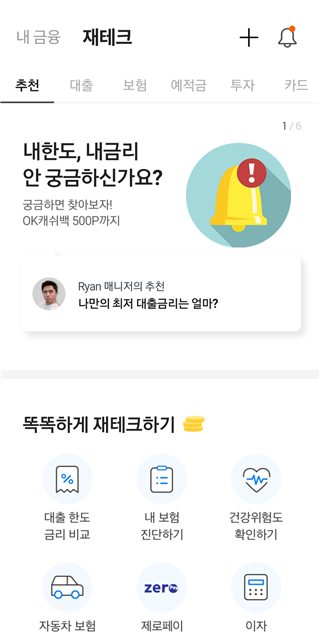 내 금융 재테크
추천 대출 보험 예적금 투자 카드
1 / 6
내한도, 내금리
안 궁금하신가요?
궁금하면 찾아보자!
OK캐쉬백 500P까지
Ryan 매니저의 추천
나만의 최저 대출금리는 얼마?
똑똑하게 재테크하기
대출 한도
금리 비교
내 보험
진단하기
건강위험도
확인하기
zero
자동차 보험
제로페이
이자